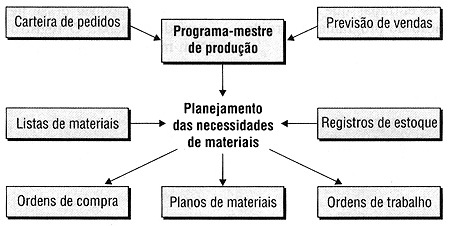 Carteira de pedidos
Programa-mestre
de produção
Previsão de vendas
Listas de materiais
Planejamento
das necessidades
de materiais
Registros de estoque
Ordens de compra
Planos de materiais
Ordens de trabalho